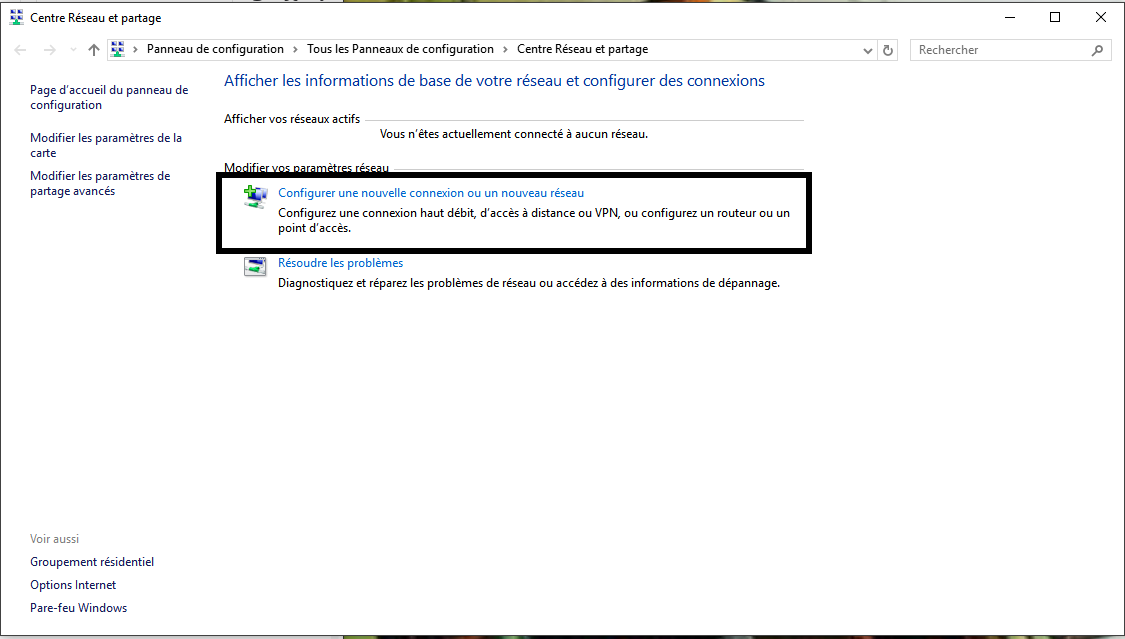 Centre Réseau et partage
Panneau de configuration > Tous les Panneaux de configuration > Centre Réseau et partage
Rechercher
Page d'accueil du panneau de
configuration
Modifier les paramètres de la
carte
Modifier les paramètres de
partage avancés
Afficher les informations de base de votre réseau et configurer des connexions
Afficher vos réseaux actifs
Vous n'êtes actuellement connecté à aucun réseau.
Modifier vos paramètres réseau
Configurer une nouvelle connexion ou un nouveau réseau
Configurez une connexion haut débit, d'accès à distance ou VPN, ou configurez un routeur ou un
point d'accès.
Résoudre les problèmes
Diagnostiquez et réparez les problèmes de réseau ou accédez à des informations de dépannage.
Voir aussi
Groupement résidentiel
Options Internet
Pare-feu Windows